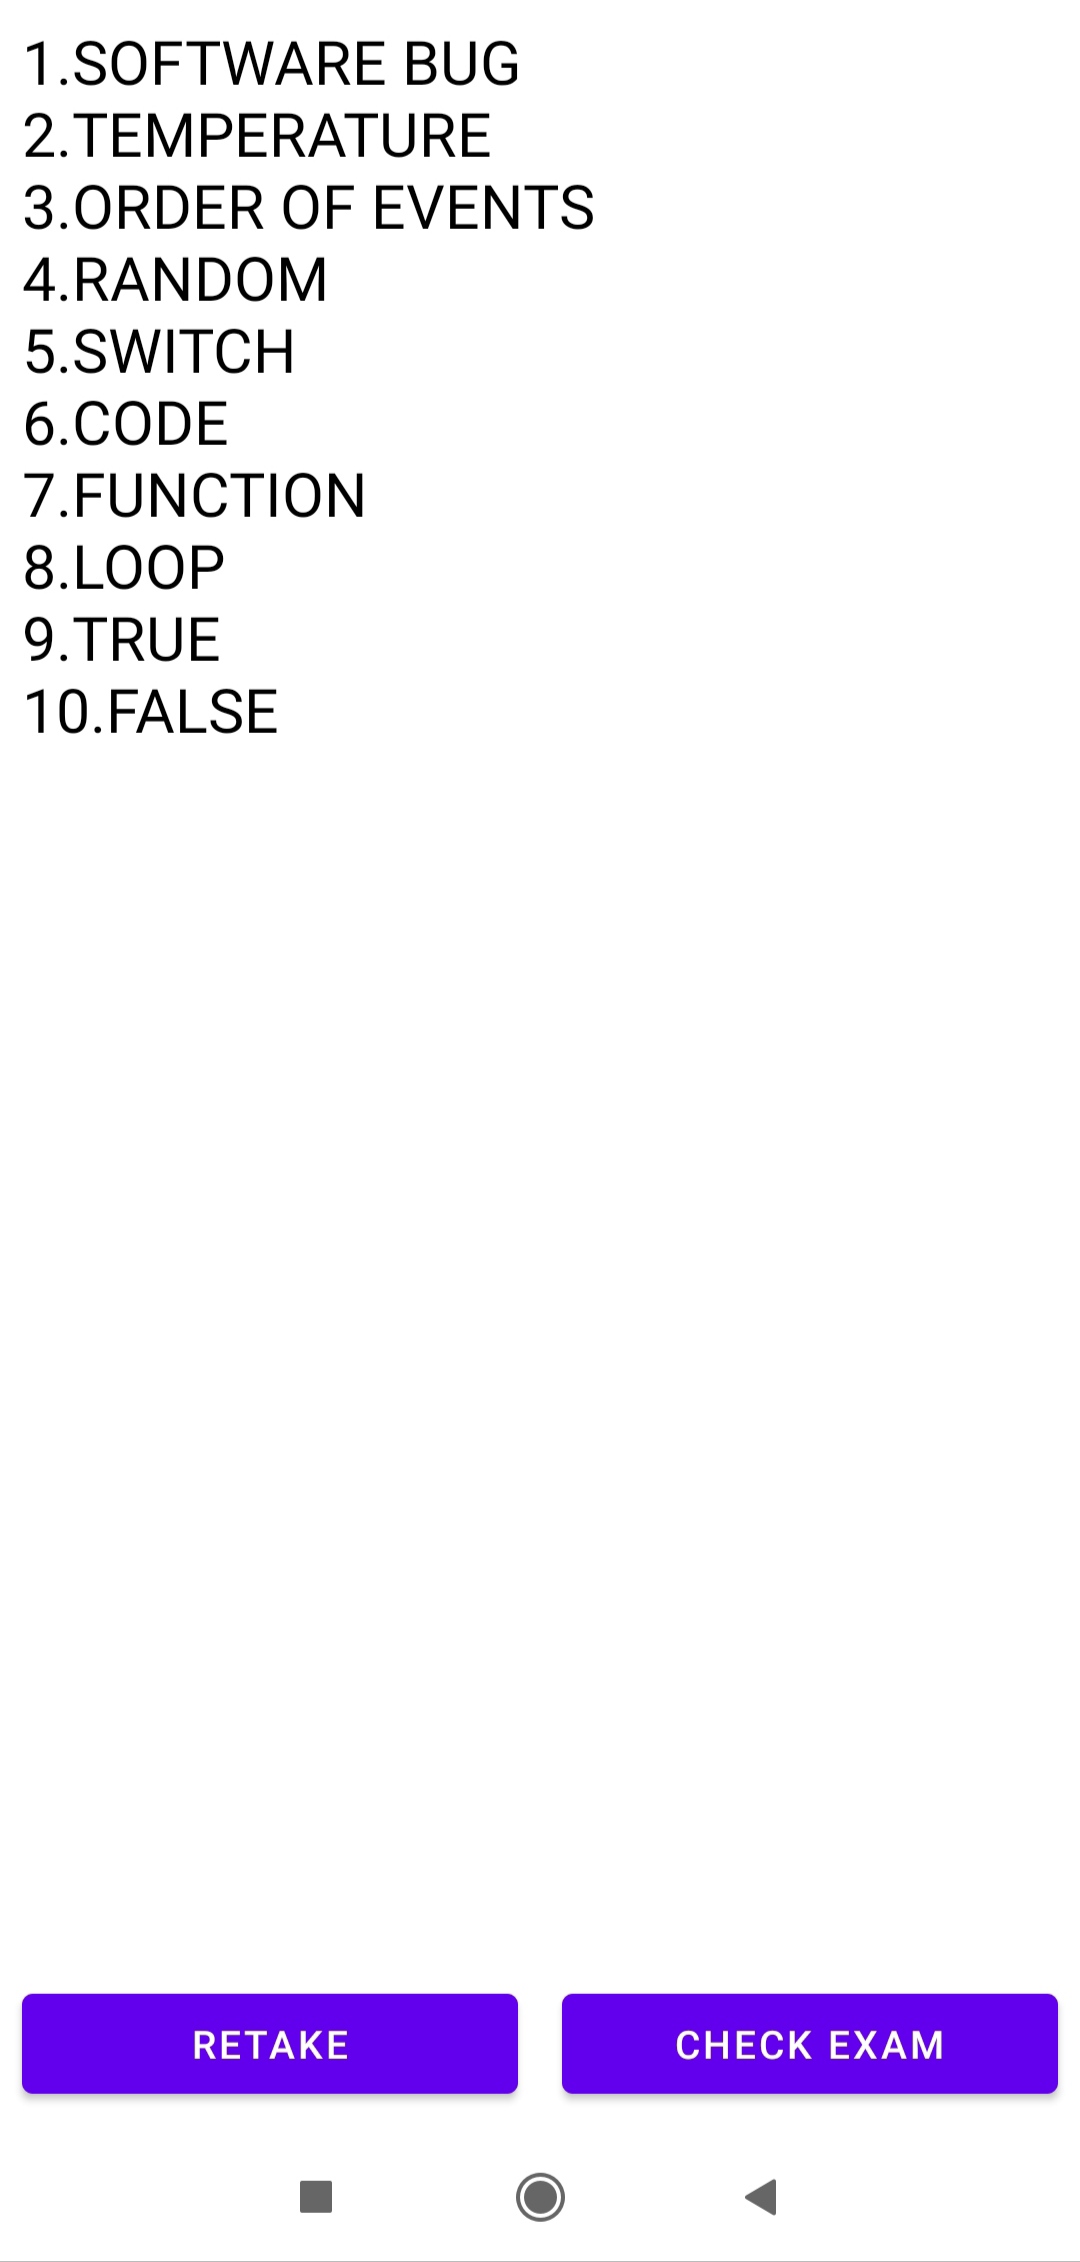 1.SOFTWARE BUG
2.TEMPERATURE
3.ORDER OF EVENTS
4.RANDOM
5.SWITCH
6.CODE
7.FUNCTION
8.LOOP
9.TRUE
10.FALSE
RETAKE
CHECK EXAM